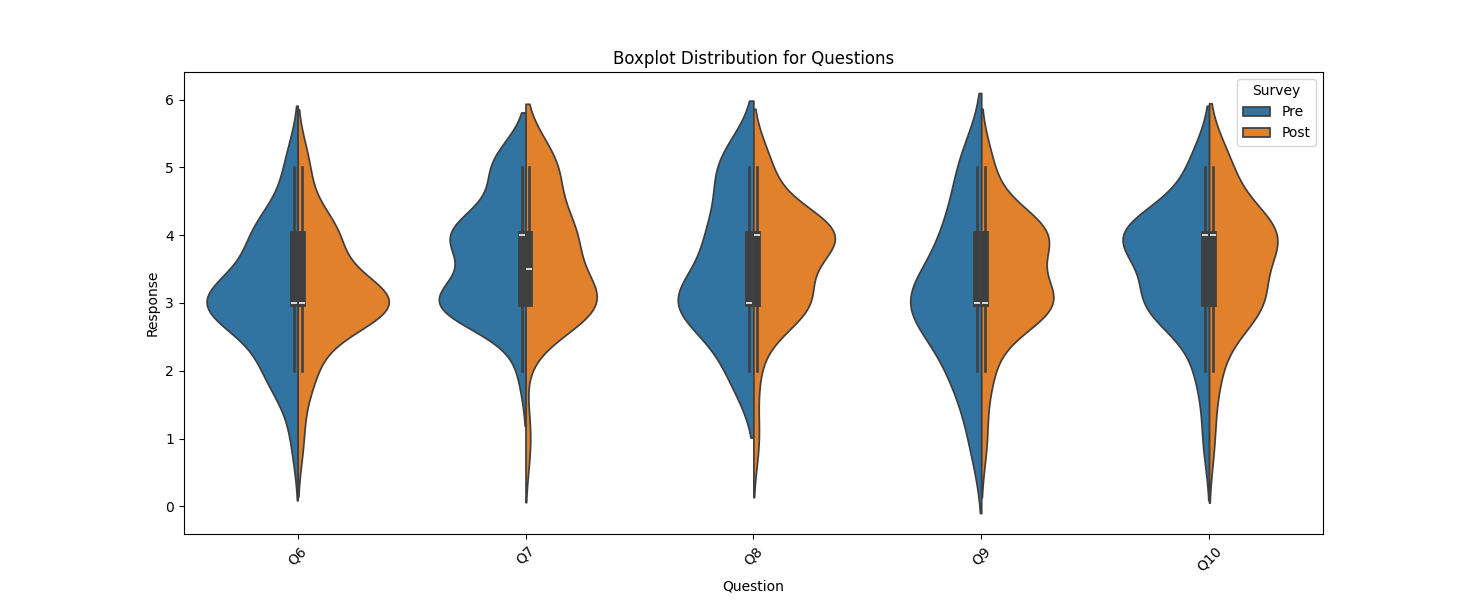 Boxplot Distribution for Questions
Survey
Pre
Post
Response
6
5
4
3
2
1
0
Q6 Q7 Q8 Q9 Q10
Question